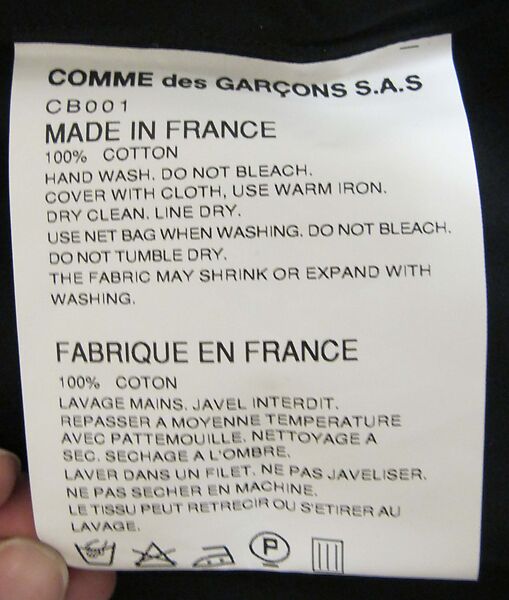 COMME des GARÇONS S.A.S
CB001
MADE IN FRANCE
100% COTTON
HAND WASH. DO NOT BLEACH.
COVER WITH CLOTH, USE WARM IRON.
DRY CLEAN. LINE DRY.
USE NET BAG WHEN WASHING. DO NOT BLEACH.
DO NOT TUMBLE DRY.
THE FABRIC MAY SHRINK OR EXPAND WITH
WASHING.
FABRIQUE EN FRANCE
100% COTON
LAVAGE MAINS. JAVEL INTERDIT.
REPASSER A MOYENNE TEMPERATURE
AVEC PATTEMOUILLE. NETTOYAGE A
SEC. SECHAGE A L'OMBRE.
LAVER DANS UN FILET. NE PAS JAVELISER.
NE PAS SECHER EN MACHINE.
LE TISSU PEUT RETRECIR OU S'ETIRER AU
LAVAGE.
P